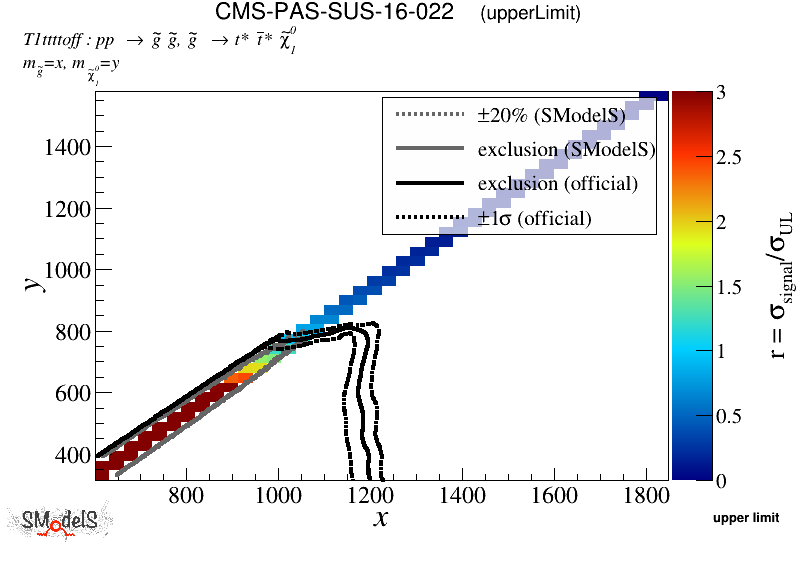 CMS-PAS-SUS-16-022 (upperLimit)
T1ttttoff : pp → g̃ g̃, g̃ → t* t̄* χ̃⁰₁
m_g̃=x, m_χ̃⁰₁=y
±20% (SModelS)
exclusion (SModelS)
exclusion (official)
±1σ (official)
1400
1200
1000
800
600
400
y
800 1000 1200 1400 1600 1800
x
3
2.5
2
1.5
1
0.5
0
r = σ_signal/σ_UL
SModelS
upper limit